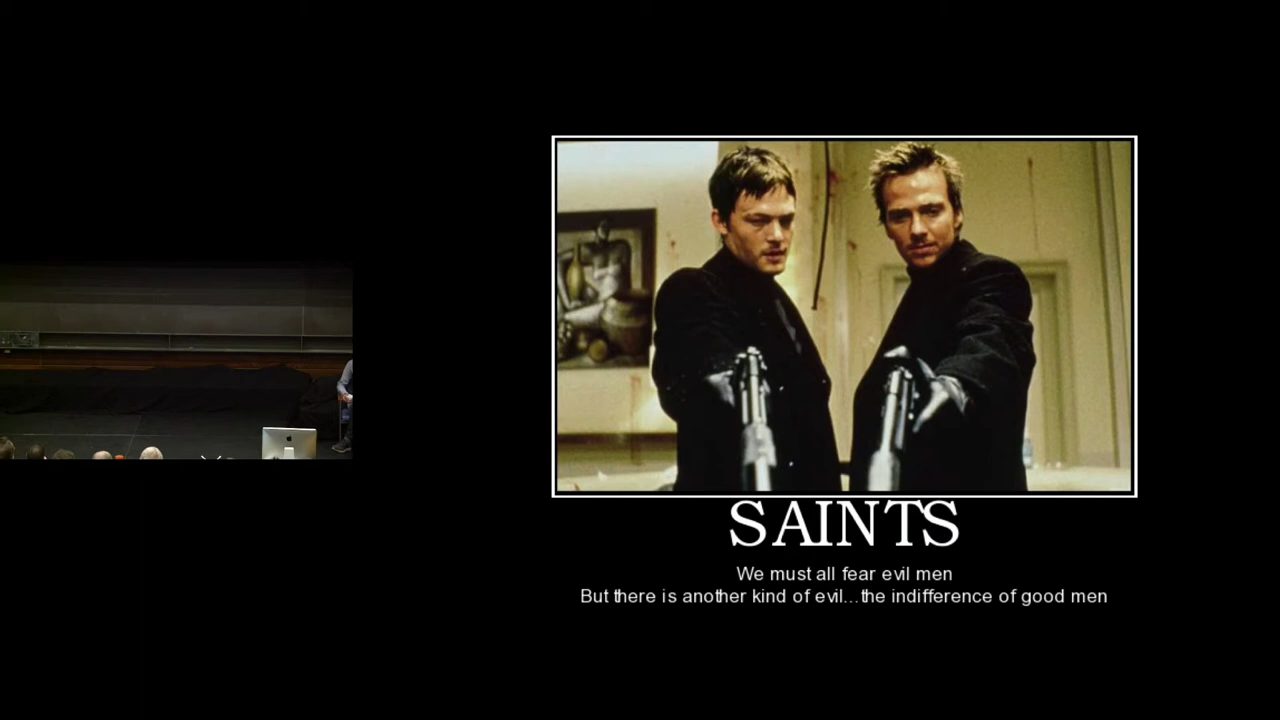 SAINTS
We must all fear evil men
But there is another kind of evil...the indifference of good men